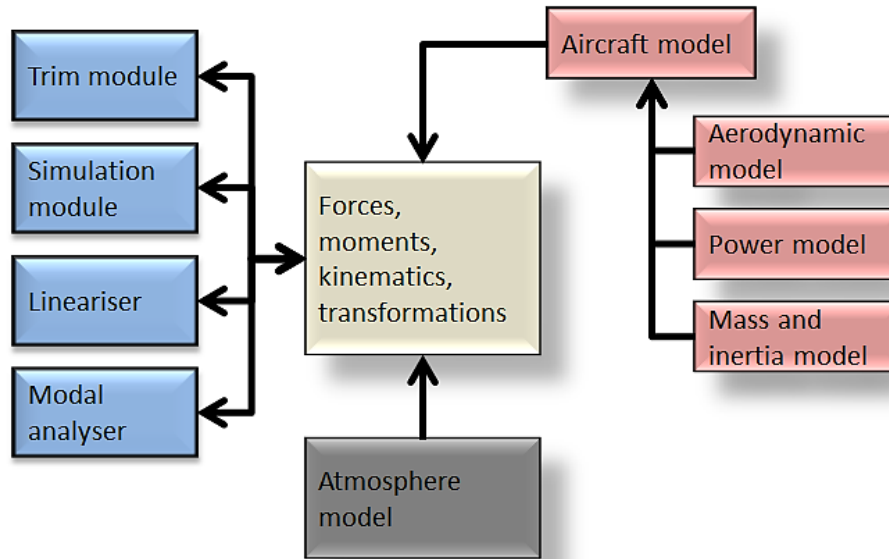 Trim module
Simulation
module
Lineariser
Modal
analyser
Forces,
moments,
kinematics,
transformations
Atmosphere
model
Aircraft model
Aerodynamic
model
Power model
Mass and
inertia model